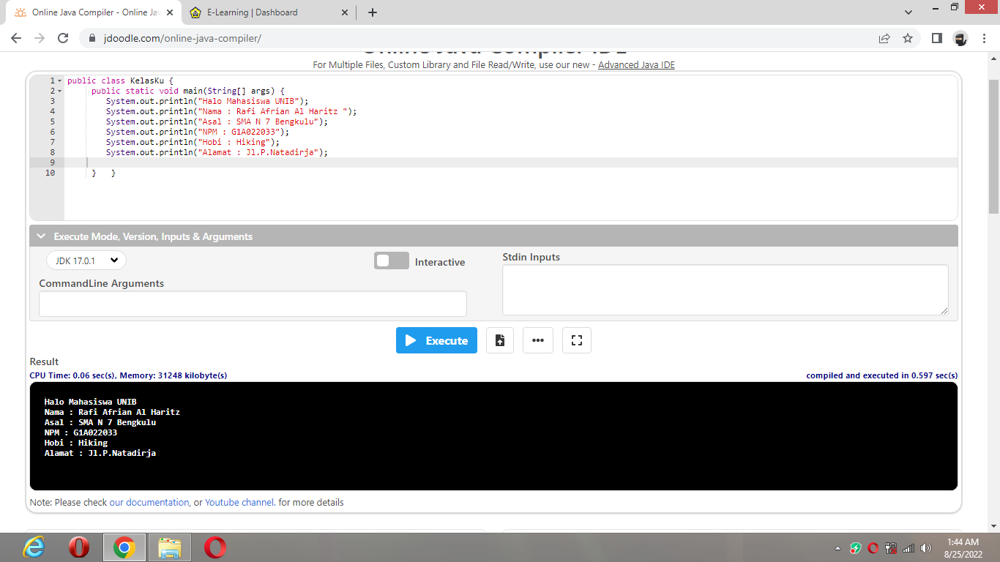 Online Java Compiler - Online Jav
E-Learning | Dashboard
jdoodle.com/online-java-compiler/
Online Java Compiler IDE
For Multiple Files, Custom Library and File Read/Write, use our new - Advanced Java IDE
1 public class KelasKu {
2 public static void main(String[] args) {
3 System.out.println("Halo Mahasiswa UNIB");
4 System.out.println("Nama : Rafi Afrian Al Haritz ");
5 System.out.println("Asal : SMA N 7 Bengkulu");
6 System.out.println("NPM : G1A022033");
7 System.out.println("Hobi : Hiking");
8 System.out.println("Alamat : Jl.P.Natadirja");
9
10 } }
Execute Mode, Version, Inputs & Arguments
JDK 17.0.1
Interactive
Stdin Inputs
CommandLine Arguments
Execute
Result
CPU Time: 0.06 sec(s), Memory: 31248 kilobyte(s)
compiled and executed in 0.597 sec(s)
Halo Mahasiswa UNIB
Nama : Rafi Afrian Al Haritz
Asal : SMA N 7 Bengkulu
NPM : G1A022033
Hobi : Hiking
Alamat : Jl.P.Natadirja
Note: Please check our documentation, or Youtube channel. for more details
1:44 AM
8/25/2022